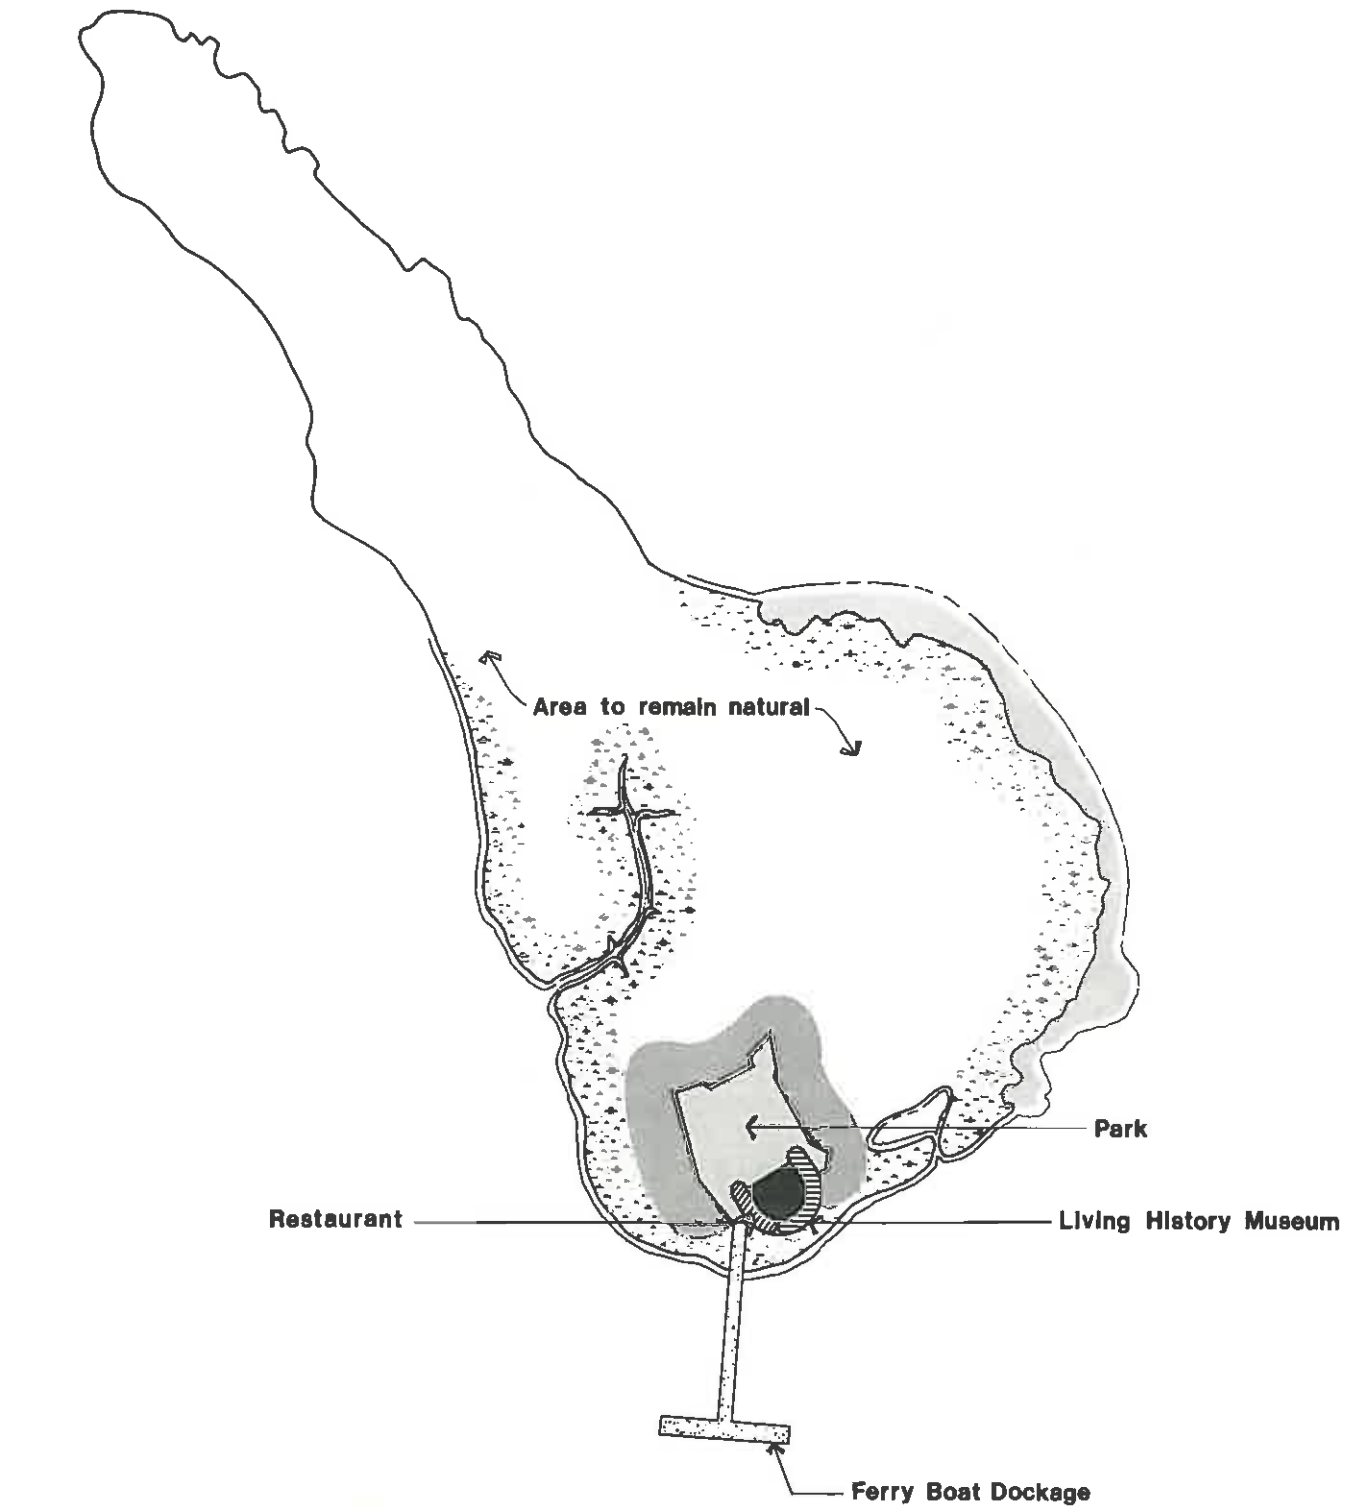 Area to remain natural
Park
Restaurant
Living History Museum
Ferry Boat Dockage